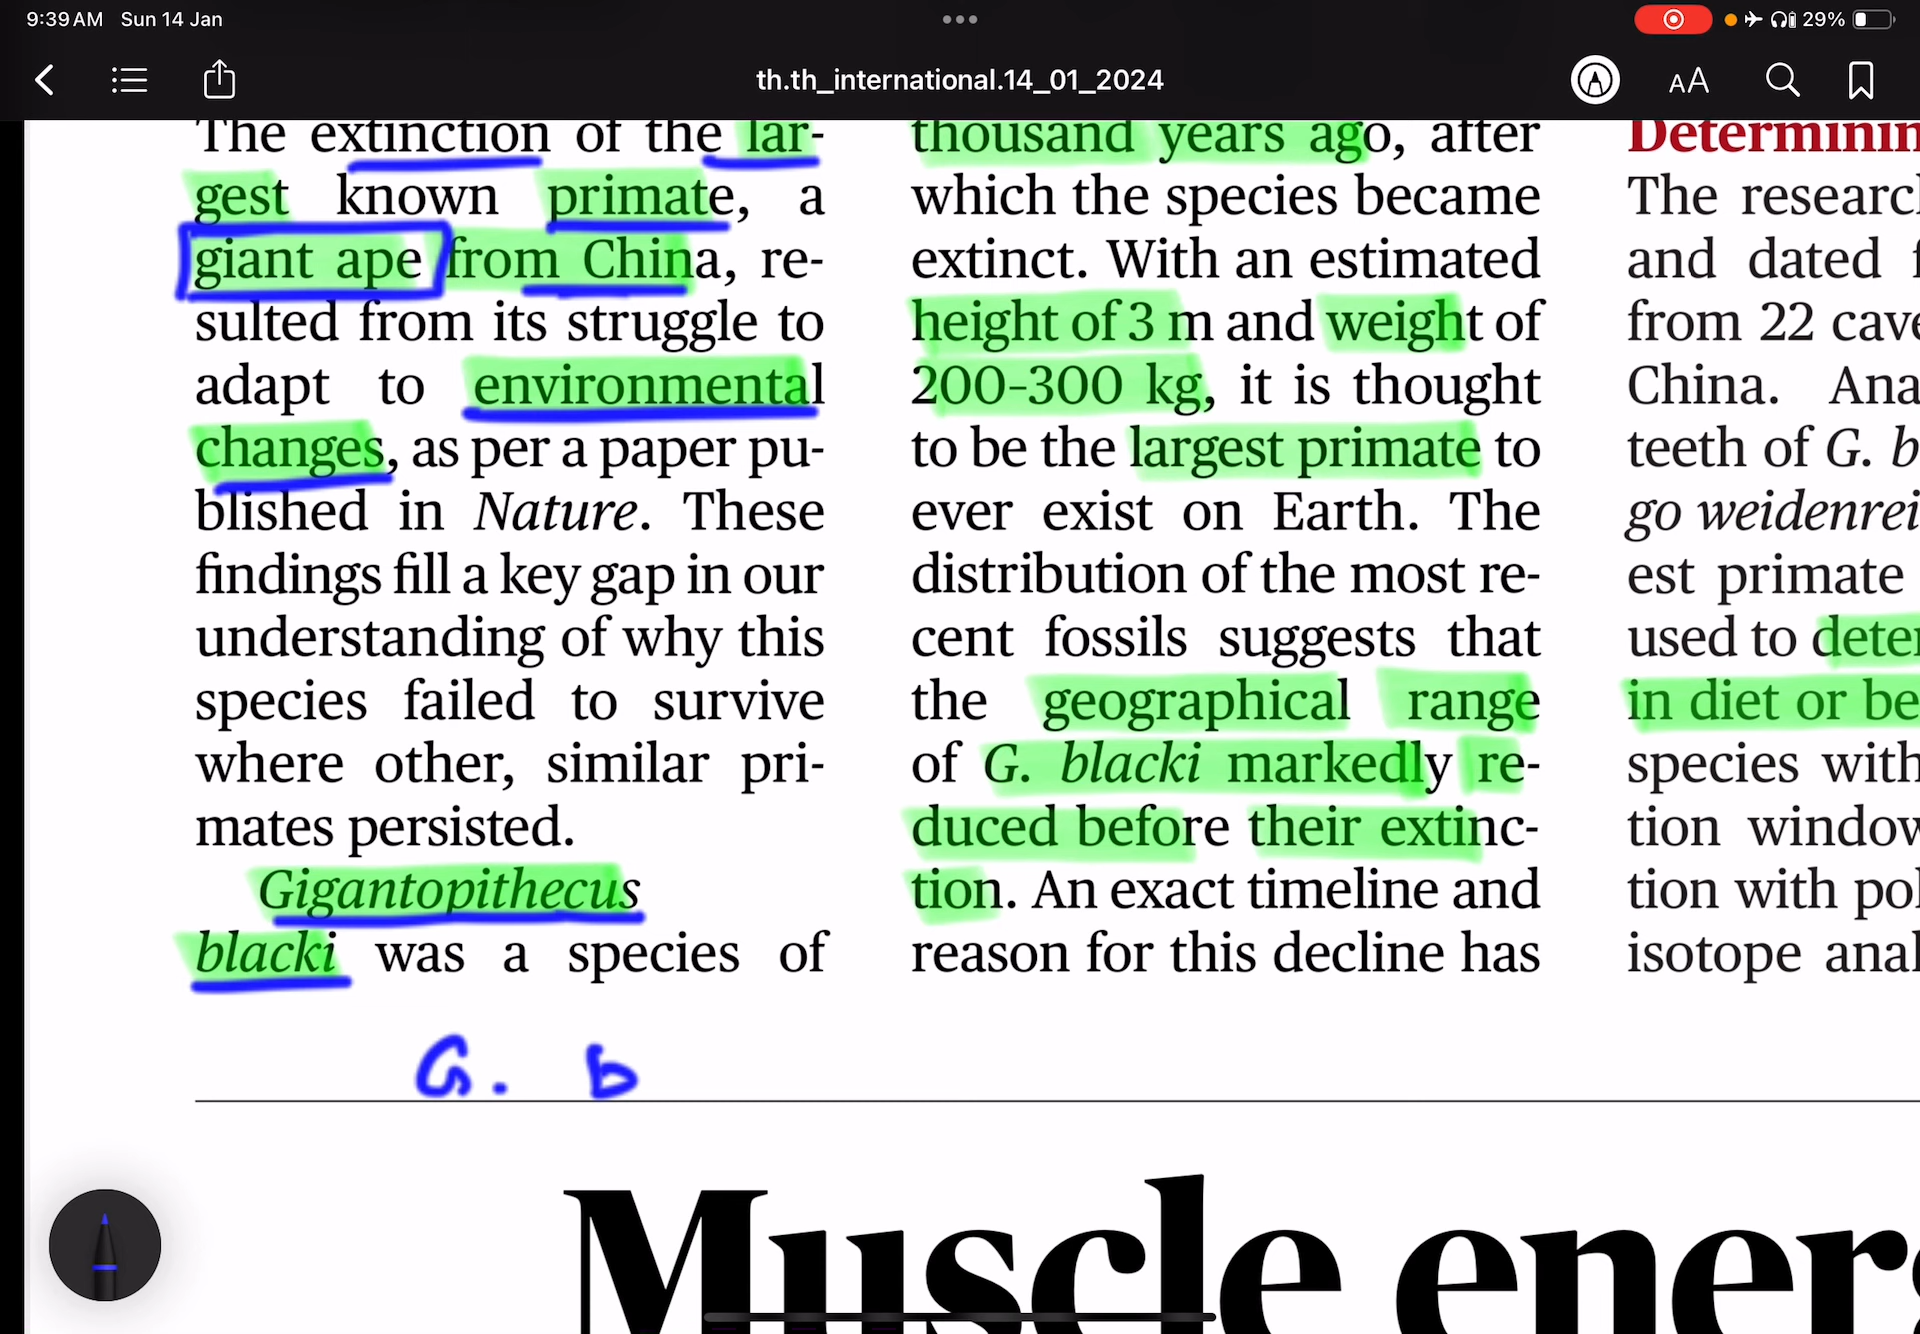 9:39 AM Sun 14 Jan
29%
th.th_international.14_01_2024
AA
The extinction of the lar-
gest known primate, a
giant ape from China, re-
sulted from its struggle to
adapt to environmental
changes, as per a paper pu-
blished in Nature. These
findings fill a key gap in our
understanding of why this
species failed to survive
where other, similar pri-
mates persisted.
Gigantopithecus
blacki was a species of
G. b
thousand years ago, after
which the species became
extinct. With an estimated
height of 3 m and weight of
200-300 kg, it is thought
to be the largest primate to
ever exist on Earth. The
distribution of the most re-
cent fossils suggests that
the geographical range
of G. blacki markedly re-
duced before their extinc-
tion. An exact timeline and
reason for this decline has
Determinin
The researc
and dated
from 22 cave
China. Ana
teeth of G. b
go weidenrei
est primate
used to deter
in diet or be
species with
tion window
tion with pol
isotope anal
Muscle energ